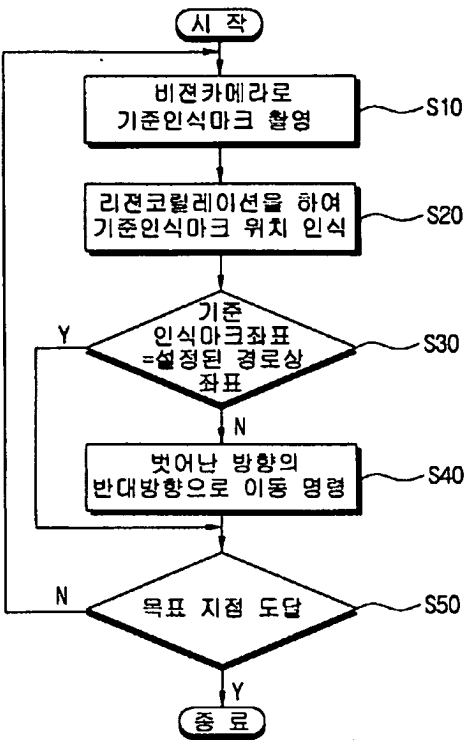 시 작
비젼카메라로
기준인식마크 촬영
S10
리젼코릴레이션을 하여
기준인식마크 위치 인식
S20
기준
인식마크좌표
=설정된 경로상
좌표
S30
Y
N
벗어난 방향의
반대방향으로 이동 명령
S40
목표 지점 도달
S50
N
Y
종 료